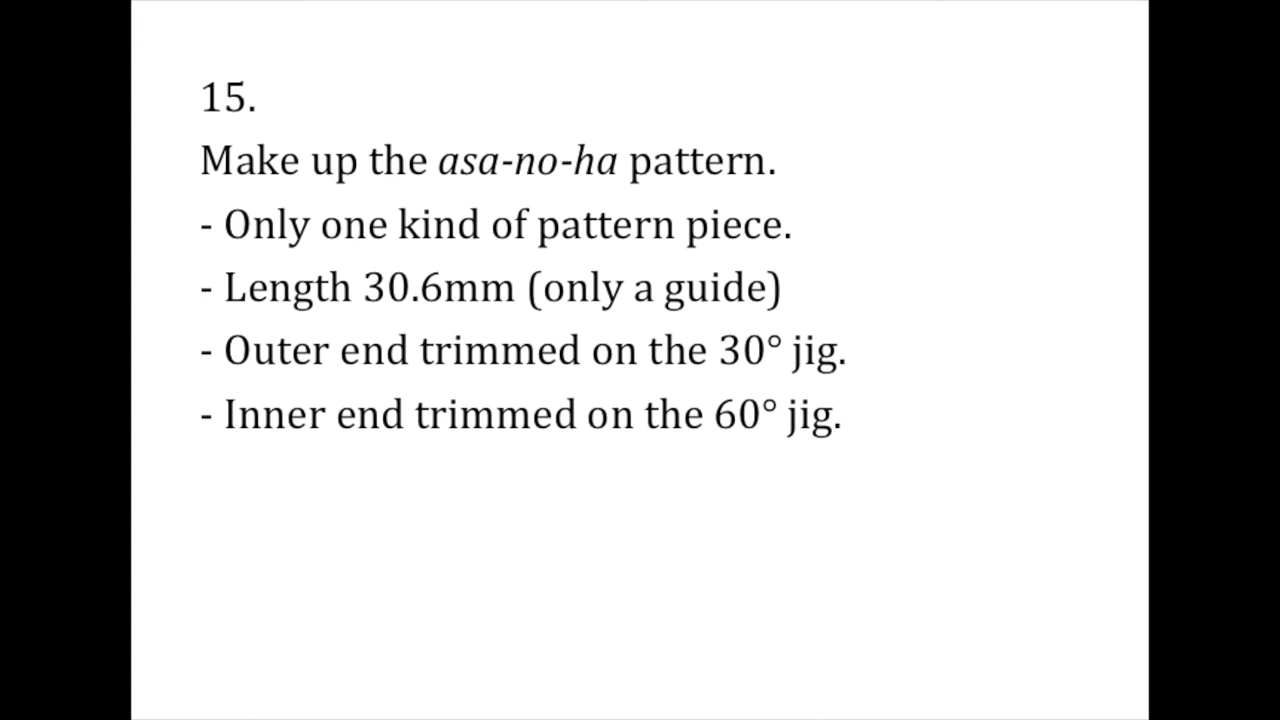 15.
Make up the asa-no-ha pattern.
- Only one kind of pattern piece.
- Length 30.6mm (only a guide)
- Outer end trimmed on the 30° jig.
- Inner end trimmed on the 60° jig.